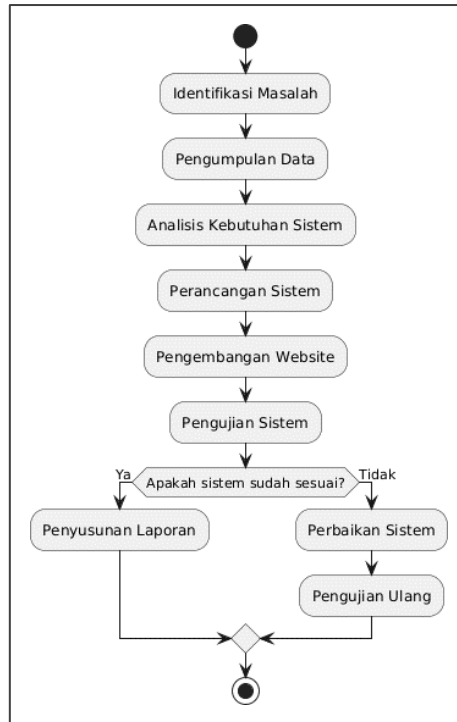 Identifikasi Masalah
Pengumpulan Data
Analisis Kebutuhan Sistem
Perancangan Sistem
Pengembangan Website
Pengujian Sistem
Ya
Apakah sistem sudah sesuai?
Tidak
Penyusunan Laporan
Perbaikan Sistem
Pengujian Ulang